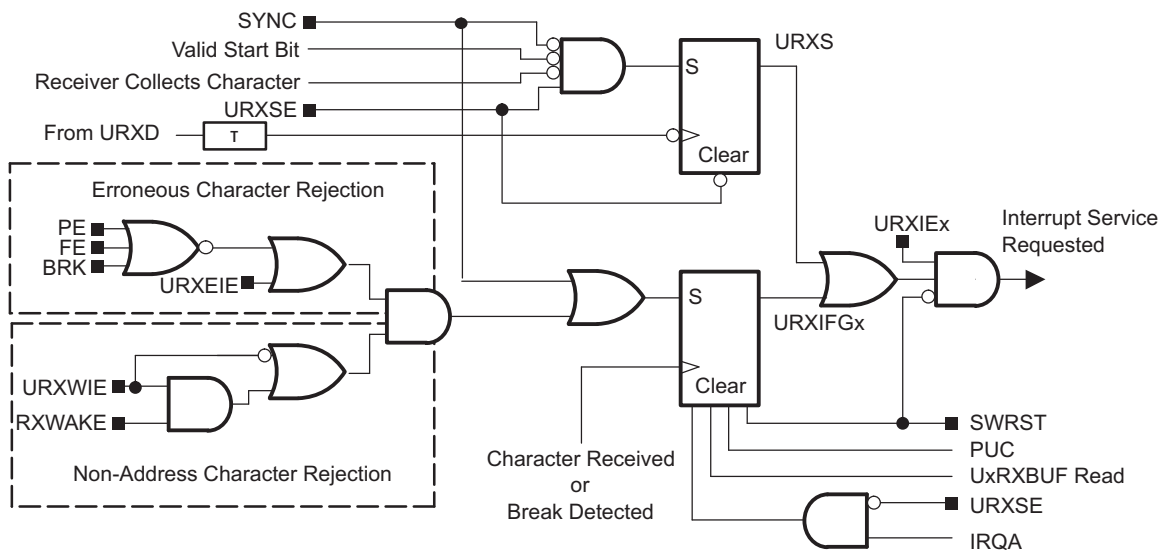 SYNC
Valid Start Bit
Receiver Collects Character
URXSE
From URXD
T
S
URXS
Clear
Erroneous Character Rejection
PE
FE
BRK
URXEIE
URXIEx
Interrupt Service
Requested
S
URXIFGx
Clear
URXWIE
RXWAKE
Non-Address Character Rejection
Character Received
or
Break Detected
SWRST
PUC
UxRXBUF Read
URXSE
IRQA